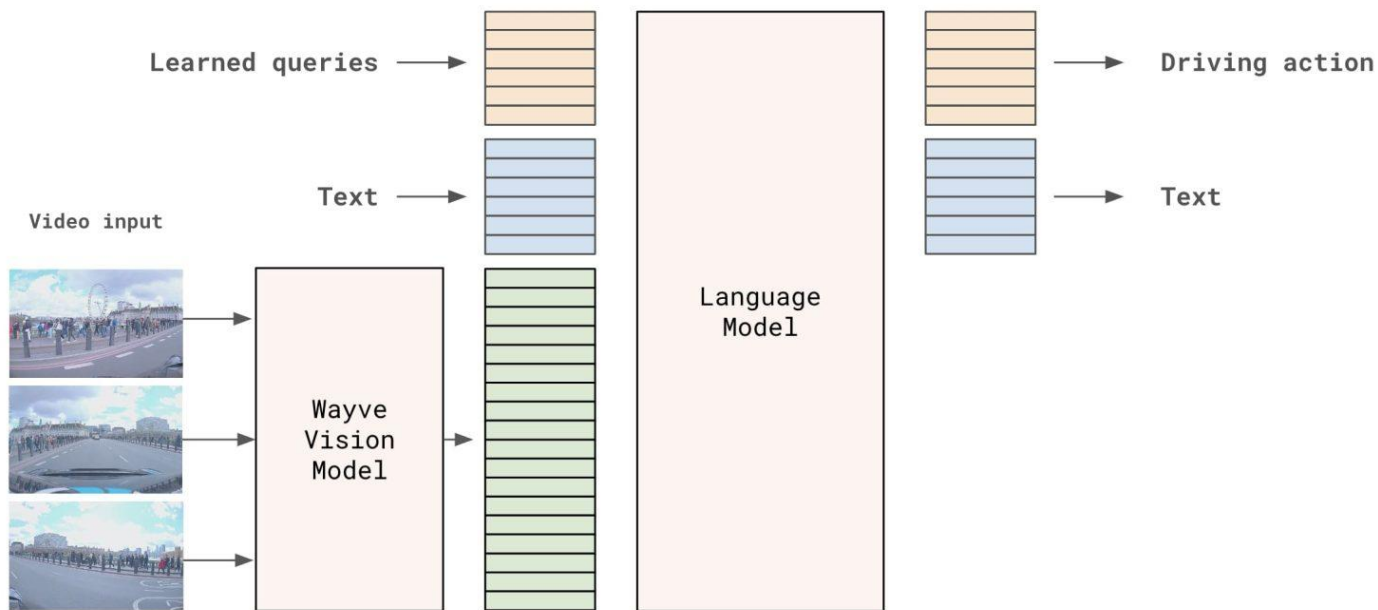 Learned queries
Driving action
Text
Text
Video input
Language
Model
Wayve
Vision
Model